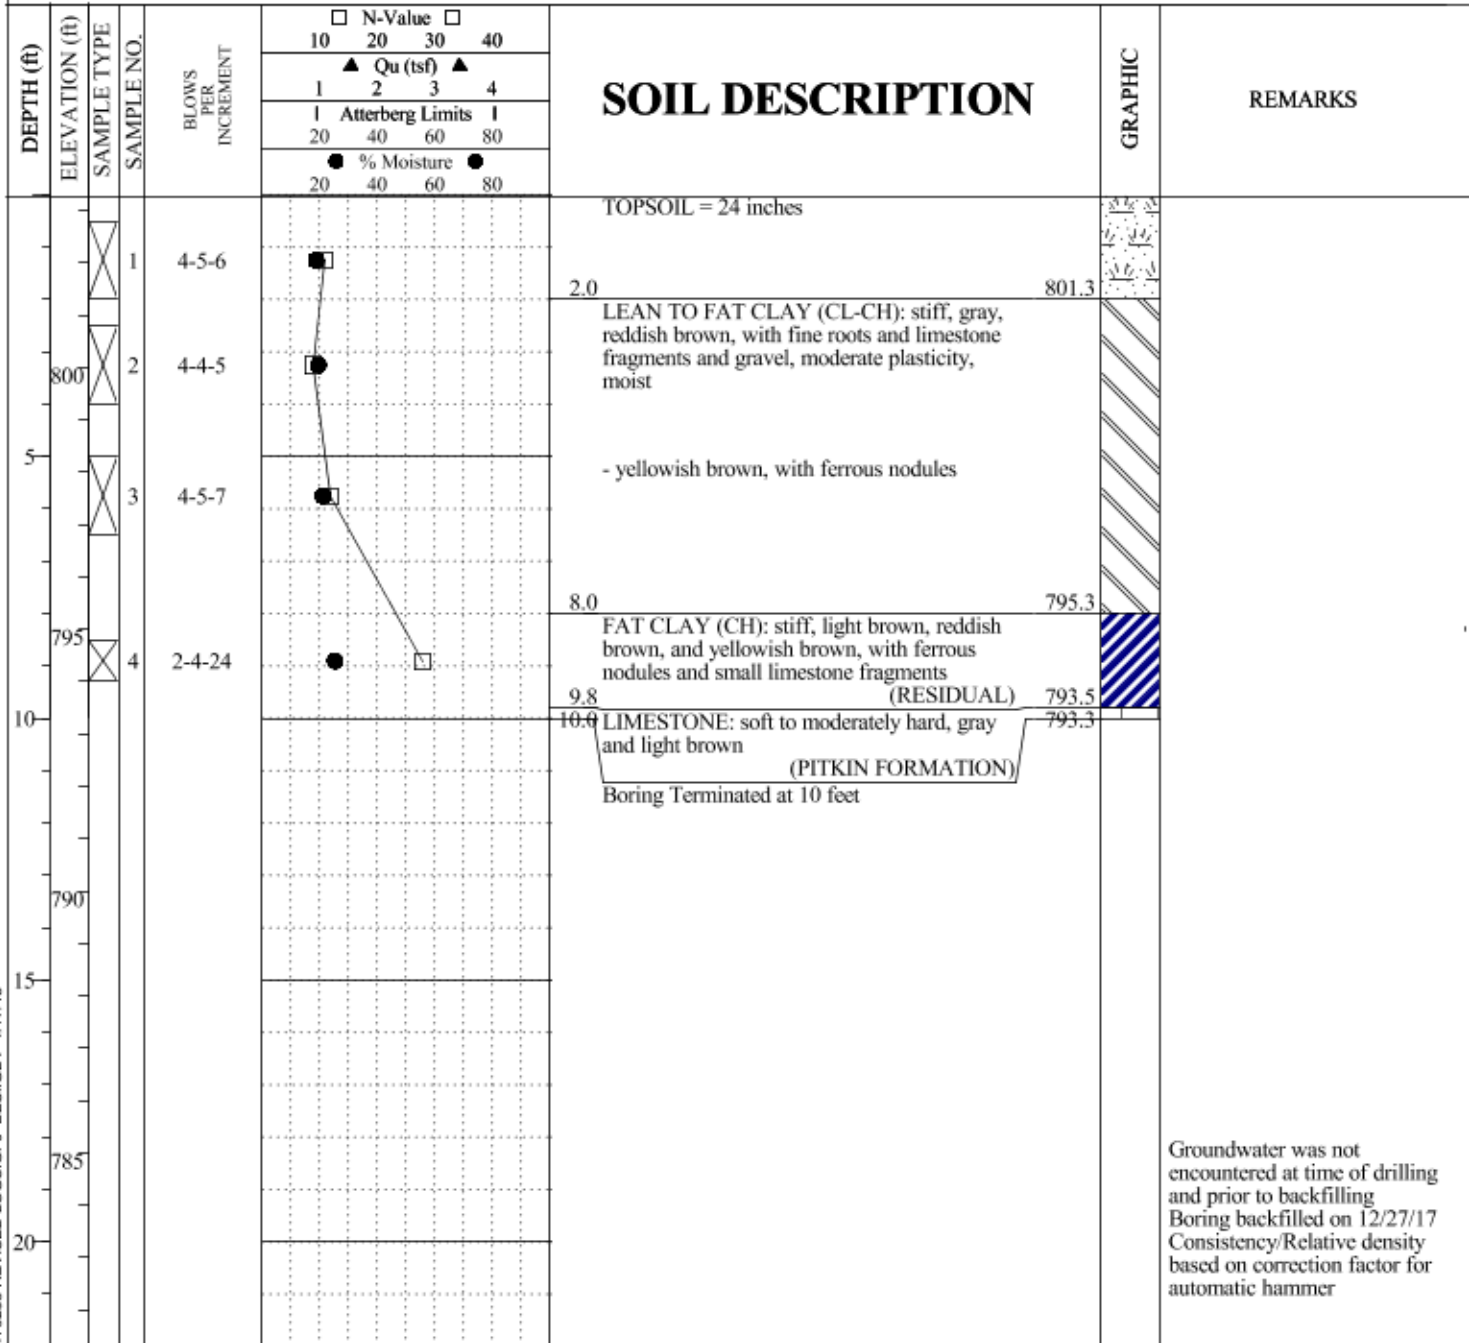 DEPTH (ft)
ELEVATION (ft)
SAMPLE TYPE
SAMPLE NO.
BLOWS
PER
INCREMENT
N-Value
10 20 30 40
Qu (tsf)
1 2 3 4
Atterberg Limits
20 40 60 80
% Moisture
20 40 60 80
SOIL DESCRIPTION
GRAPHIC
REMARKS
TOPSOIL = 24 inches
1 4-5-6
2.0 801.3
LEAN TO FAT CLAY (CL-CH): stiff, gray,
reddish brown, with fine roots and limestone
fragments and gravel, moderate plasticity,
moist
800 2 4-4-5
5
- yellowish brown, with ferrous nodules
3 4-5-7
8.0 795.3
FAT CLAY (CH): stiff, light brown, reddish
brown, and yellowish brown, with ferrous
nodules and small limestone fragments
795 4 2-4-24
(RESIDUAL)
9.8 793.5
10 10.0 793.3
LIMESTONE: soft to moderately hard, gray
and light brown
(PITKIN FORMATION)
Boring Terminated at 10 feet
790
15
785
20
Groundwater was not
encountered at time of drilling
and prior to backfilling
Boring backfilled on 12/27/17
Consistency/Relative density
based on correction factor for
automatic hammer